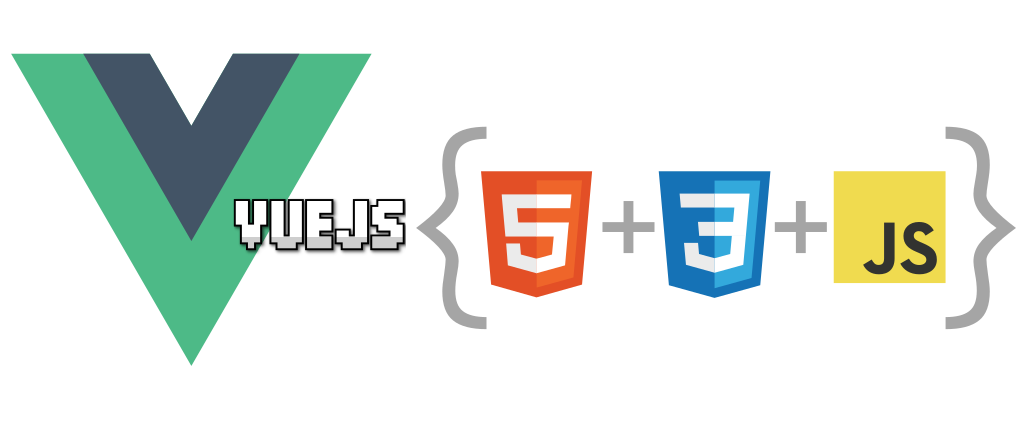 VUEJS
{ 5 + 3 + JS }